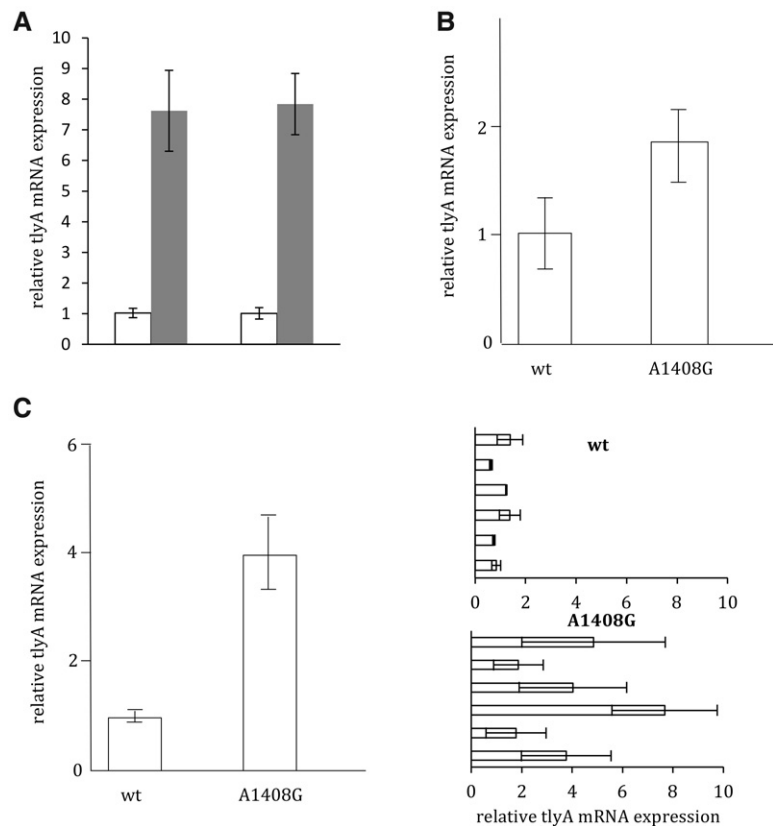 A
relative tlyA mRNA expression
10
9
8
7
6
5
4
3
2
1
0
B
relative tlyA mRNA expression
2
1
0
wt A1408G
C
relative tlyA mRNA expression
6
4
2
0
wt A1408G
wt
0 2 4 6 8 10
A1408G
0 2 4 6 8 10
relative tlyA mRNA expression